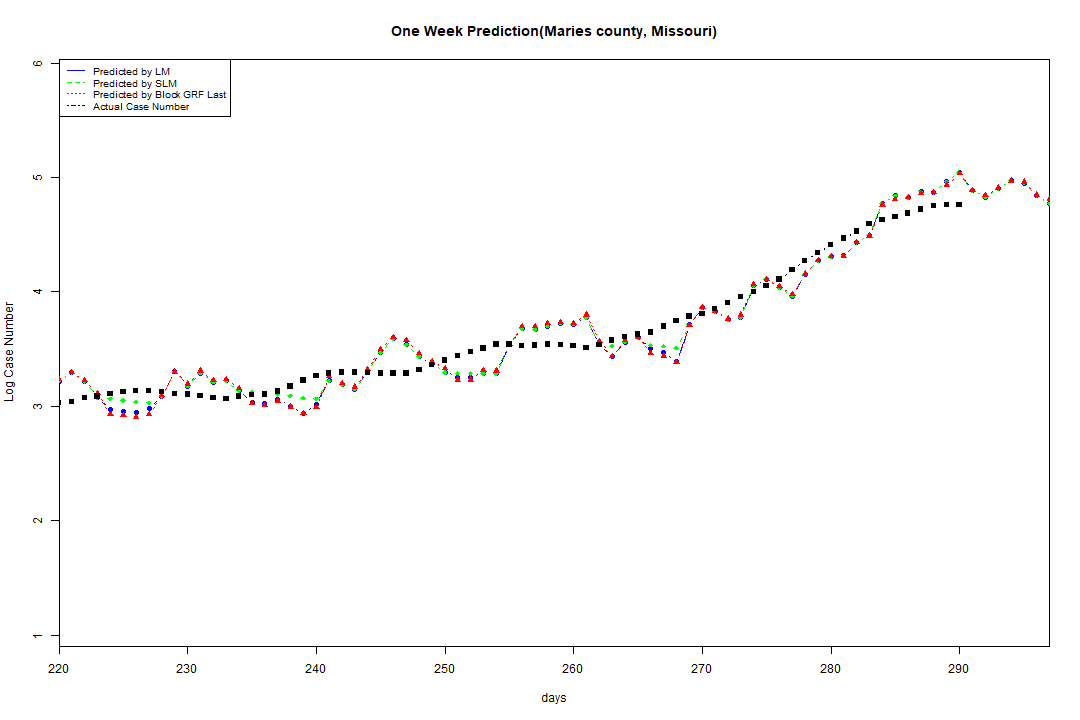 One Week Prediction(Maries county, Missouri)
Predicted by LM
Predicted by SLM
Predicted by Block GRF Last
Actual Case Number
6
5
4
3
2
1
Log Case Number
220 230 240 250 260 270 280 290
days